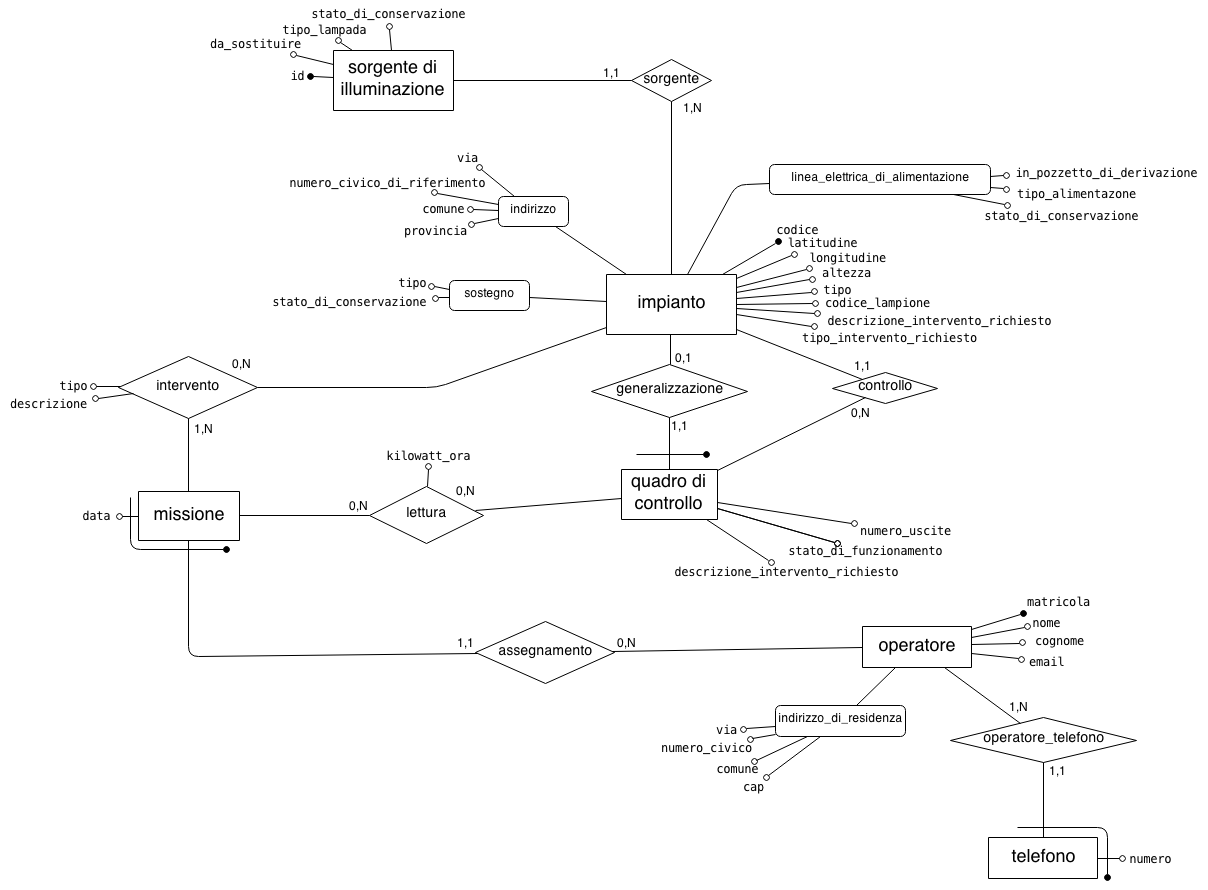 stato_di_conservazione
tipo_lampada
da_sostituire
id
sorgente di
illuminazione
1,1
sorgente
1,N
via
numero_civico_di_riferimento
comune
provincia
indirizzo
linea_elettrica_di_alimentazione
in_pozzetto_di_derivazione
tipo_alimentazone
stato_di_conservazione
codice
latitudine
longitudine
altezza
tipo
codice_lampione
descrizione_intervento_richiesto
tipo_intervento_richiesto
tipo
stato_di_conservazione
sostegno
impianto
0,N
0,1
1,1
tipo
descrizione
intervento
generalizzazione
controllo
1,N
1,1
0,N
kilowatt_ora
quadro di
controllo
data
missione
0,N
lettura
0,N
numero_uscite
stato_di_funzionamento
descrizione_intervento_richiesto
1,1
assegnamento
0,N
operatore
matricola
nome
cognome
email
indirizzo_di_residenza
via
numero_civico
comune
cap
1,N
operatore_telefono
1,1
telefono
numero